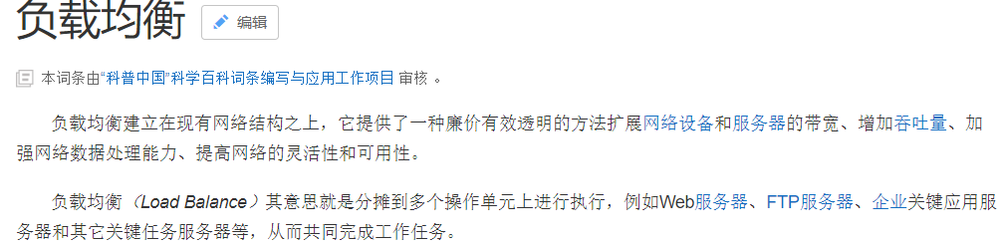 负载均衡 编辑
本词条由“科普中国”科学百科词条编写与应用工作项目 审核 。
负载均衡建立在现有网络结构之上，它提供了一种廉价有效透明的方法扩展网络设备和服务器的带宽、增加吞吐量、加
强网络数据处理能力、提高网络的灵活性和可用性。
负载均衡（Load Balance）其意思就是分摊到多个操作单元上进行执行，例如Web服务器、FTP服务器、企业关键应用服
务器和其它关键任务服务器等，从而共同完成工作任务。